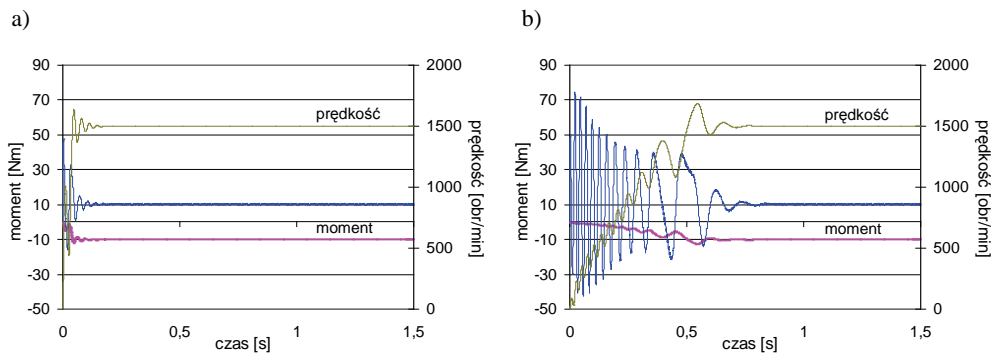 a)
90
70
50
30
10
-10
-30
-50
moment [Nm]
2000
1500
1000
500
0
prędkość [obr/min]
prędkość
moment
0
0,5
1
1,5
czas [s]
b)
90
70
50
30
10
-10
-30
-50
moment [Nm]
2000
1500
1000
500
0
prędkość [obr/min]
prędkość
moment
0
0,5
1
1,5
czas [s]